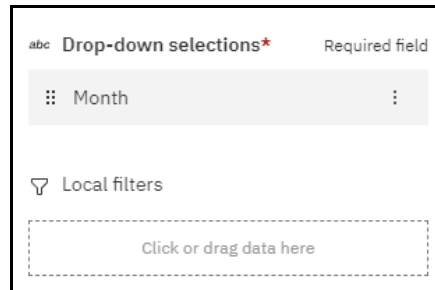 abc Drop-down selections* Required field
Month
Local filters
Click or drag data here